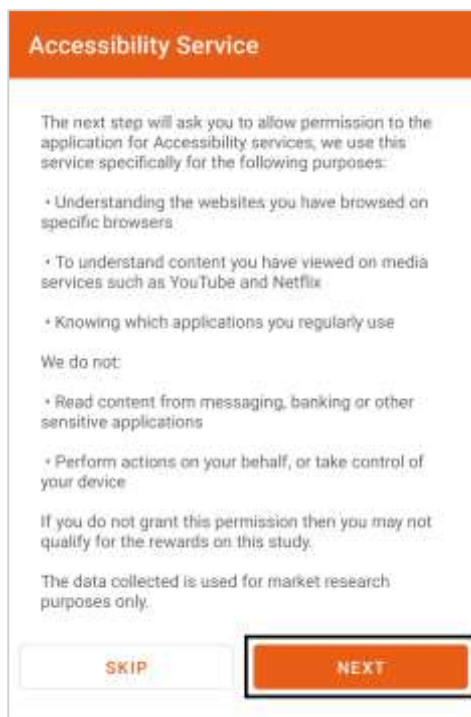 Accessibility Service
The next step will ask you to allow permission to the
application for Accessibility services, we use this
service specifically for the following purposes:
• Understanding the websites you have browsed on
specific browsers
• To understand content you have viewed on media
services such as YouTube and Netflix
• Knowing which applications you regularly use
We do not:
• Read content from messaging, banking or other
sensitive applications
• Perform actions on your behalf, or take control of
your device
If you do not grant this permission then you may not
qualify for the rewards on this study.
The data collected is used for market research
purposes only.
SKIP
NEXT